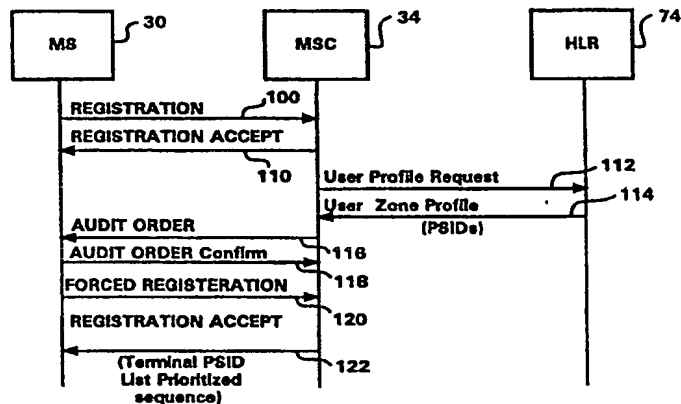 MS
30
MSC
34
HLR
74
REGISTRATION
100
REGISTRATION ACCEPT
110
User Profile Request
112
User Zone Profile
114
(PSIDs)
AUDIT ORDER
116
AUDIT ORDER Confirm
118
FORCED REGISTERATION
120
REGISTRATION ACCEPT
122
(Terminal PSID
List Prioritized
sequence)